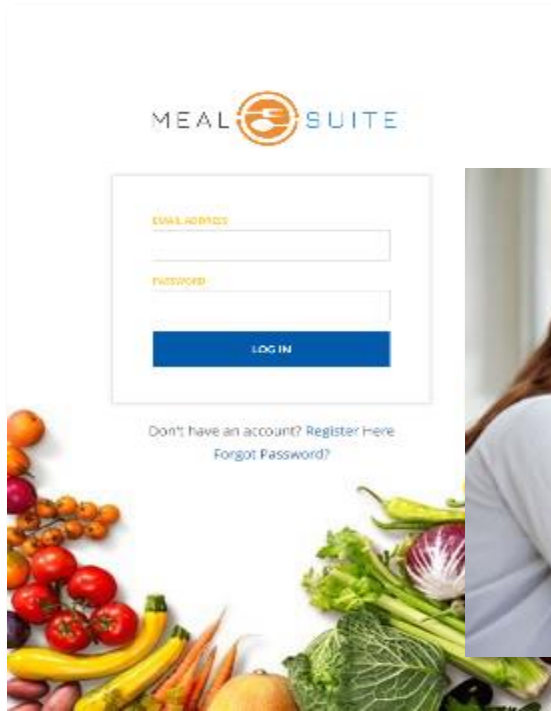 MEAL SUITE
EMAIL ADDRESS
PASSWORD
LOG IN
Don't have an account? Register Here
Forgot Password?